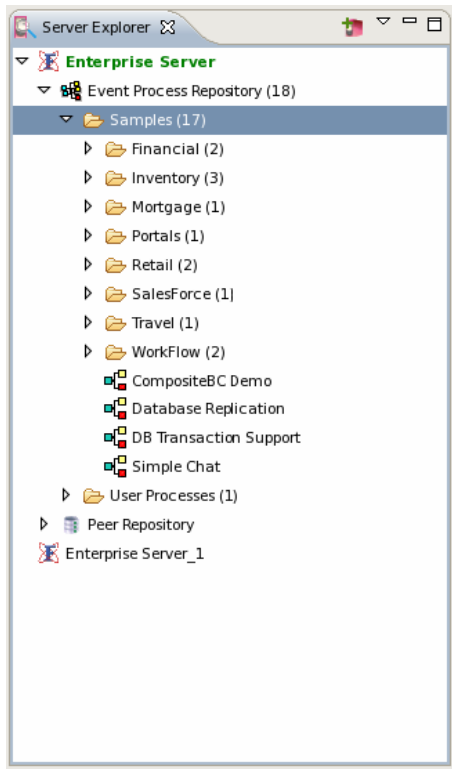 Server Explorer
Enterprise Server
Event Process Repository (18)
Samples (17)
Financial (2)
Inventory (3)
Mortgage (1)
Portals (1)
Retail (2)
SalesForce (1)
Travel (1)
WorkFlow (2)
CompositeBC Demo
Database Replication
DB Transaction Support
Simple Chat
User Processes (1)
Peer Repository
Enterprise Server_1